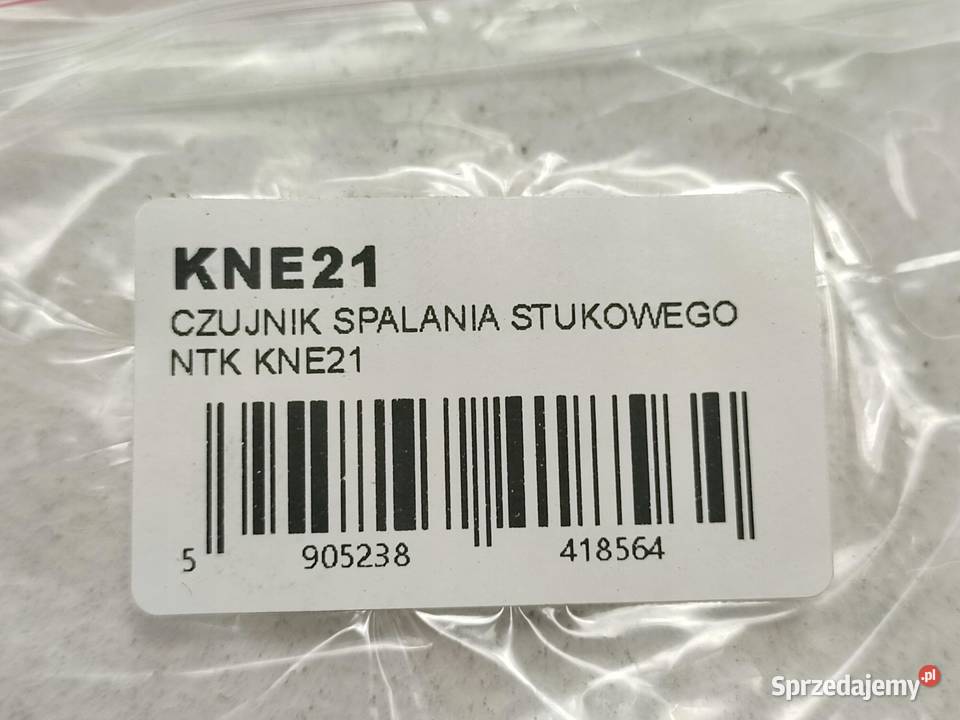 KNE21
CZUJNIK SPALANIA STUKOWEGO
NTK KNE21
5 905238 418564
Sprzedajemy.pl